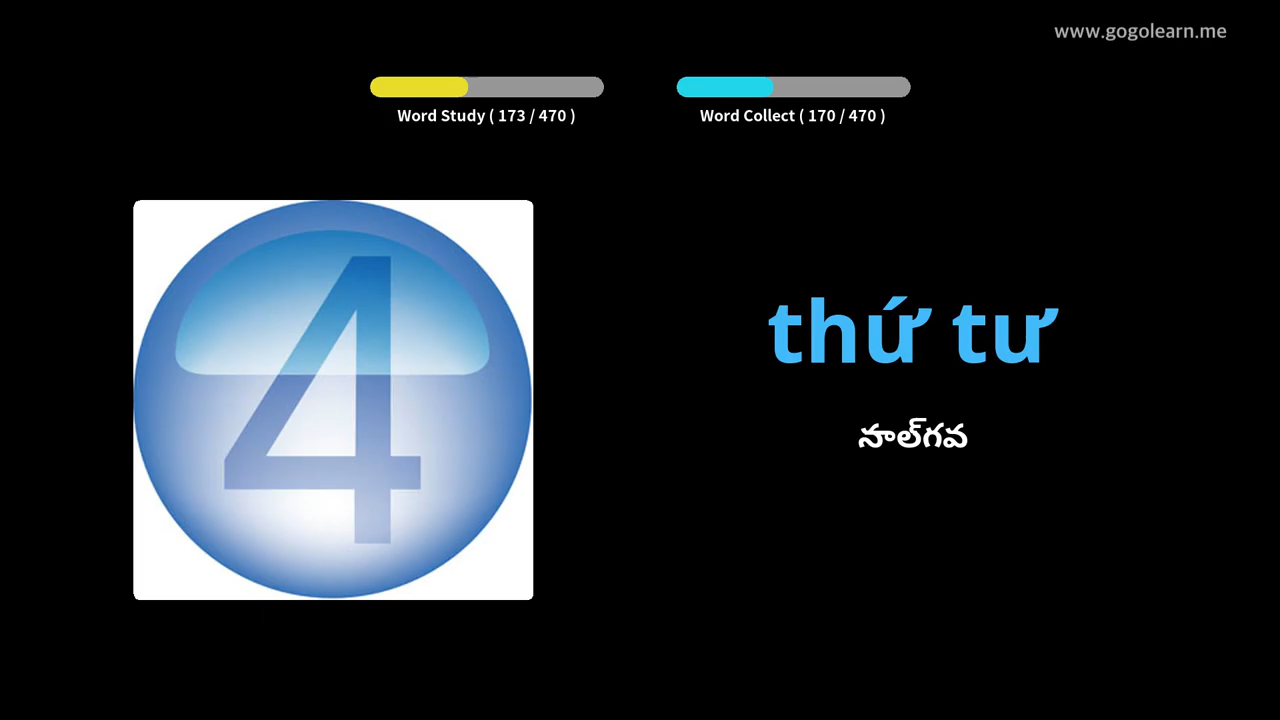 www.gogolearn.me
Word Study ( 173 / 470 )
Word Collect ( 170 / 470 )
4
thứ tư
నాల్‌గవ